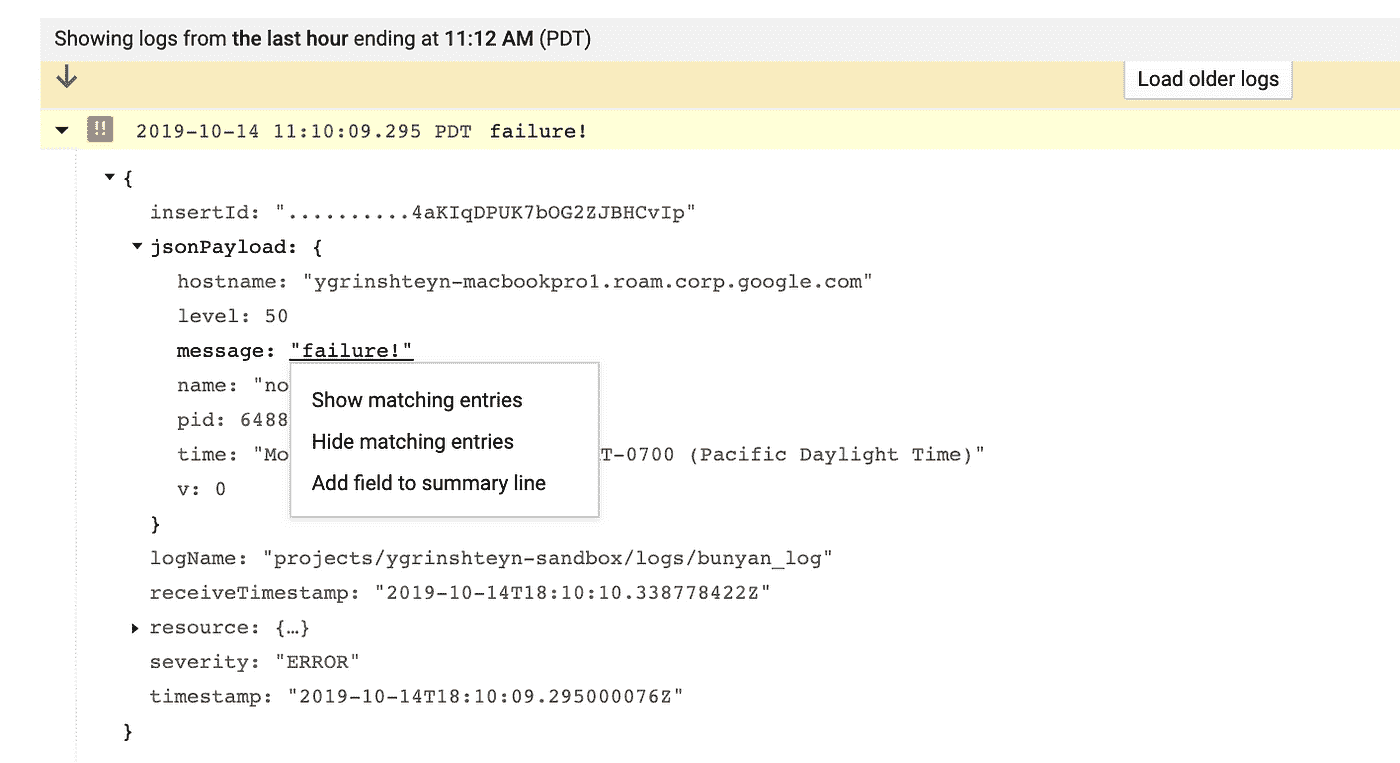 Showing logs from the last hour ending at 11:12 AM (PDT)
Load older logs
!! 2019-10-14 11:10:09.295 PDT failure!
{
insertId: "..........4aKIqDPUK7bOG2ZJBHCvIp"
jsonPayload: {
hostname: "ygrinshteyn-macbookpro1.roam.corp.google.com"
level: 50
message: "failure!"
name: "no
pid: 6488
Show matching entries
Hide matching entries
Add field to summary line
time: "Mo T-0700 (Pacific Daylight Time)"
v: 0
}
logName: "projects/ygrinshteyn-sandbox/logs/bunyan_log"
receiveTimestamp: "2019-10-14T18:10:10.338778422Z"
resource: {…}
severity: "ERROR"
timestamp: "2019-10-14T18:10:09.295000076Z"
}